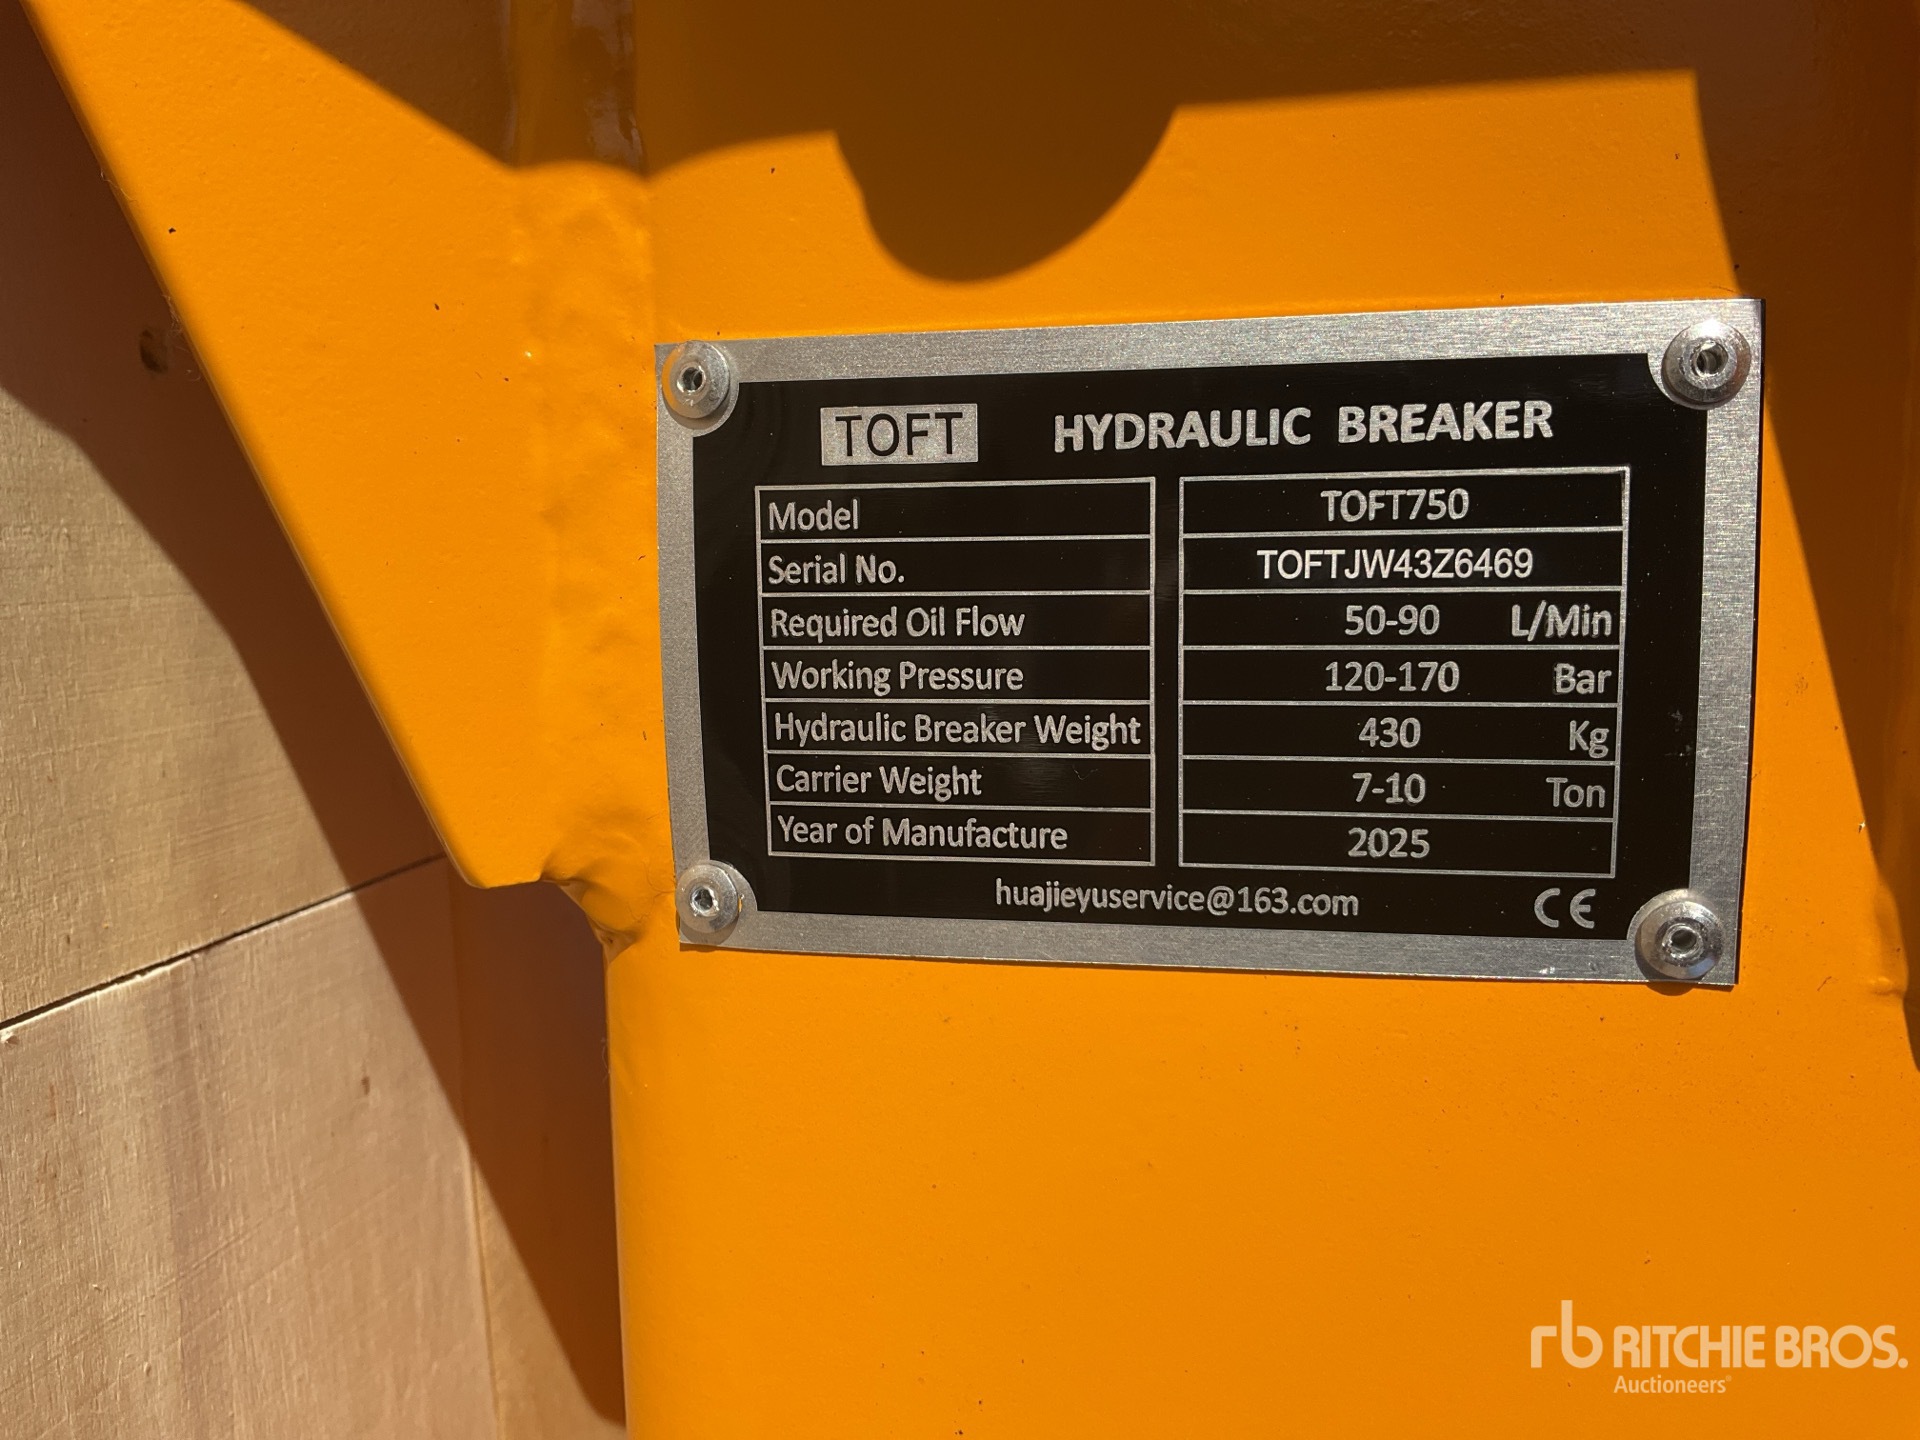 TOFT HYDRAULIC BREAKER
Model TOFT750
Serial No. TOFTJW43Z6469
Required Oil Flow 50-90 L/Min
Working Pressure 120-170 Bar
Hydraulic Breaker Weight 430 Kg
Carrier Weight 7-10 Ton
Year of Manufacture 2025
huajieyuservice@163.com CE
rb RITCHIE BROS.
Auctioneers